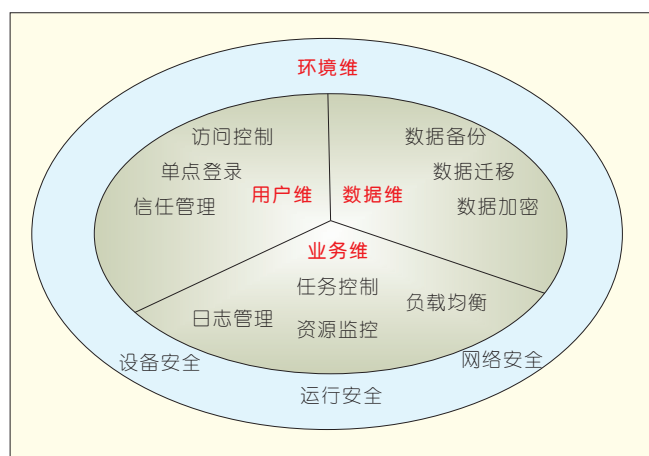 环境维
访问控制
单点登录
信任管理
用户维
数据备份
数据迁移
数据加密
数据维
业务维
任务控制
日志管理
资源监控
负载均衡
设备安全
运行安全
网络安全